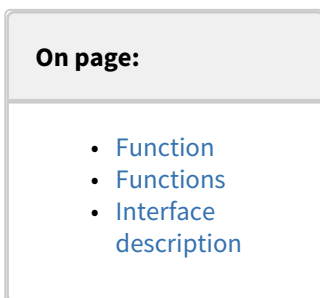 On page:
• Function
• Functions
• Interface
description